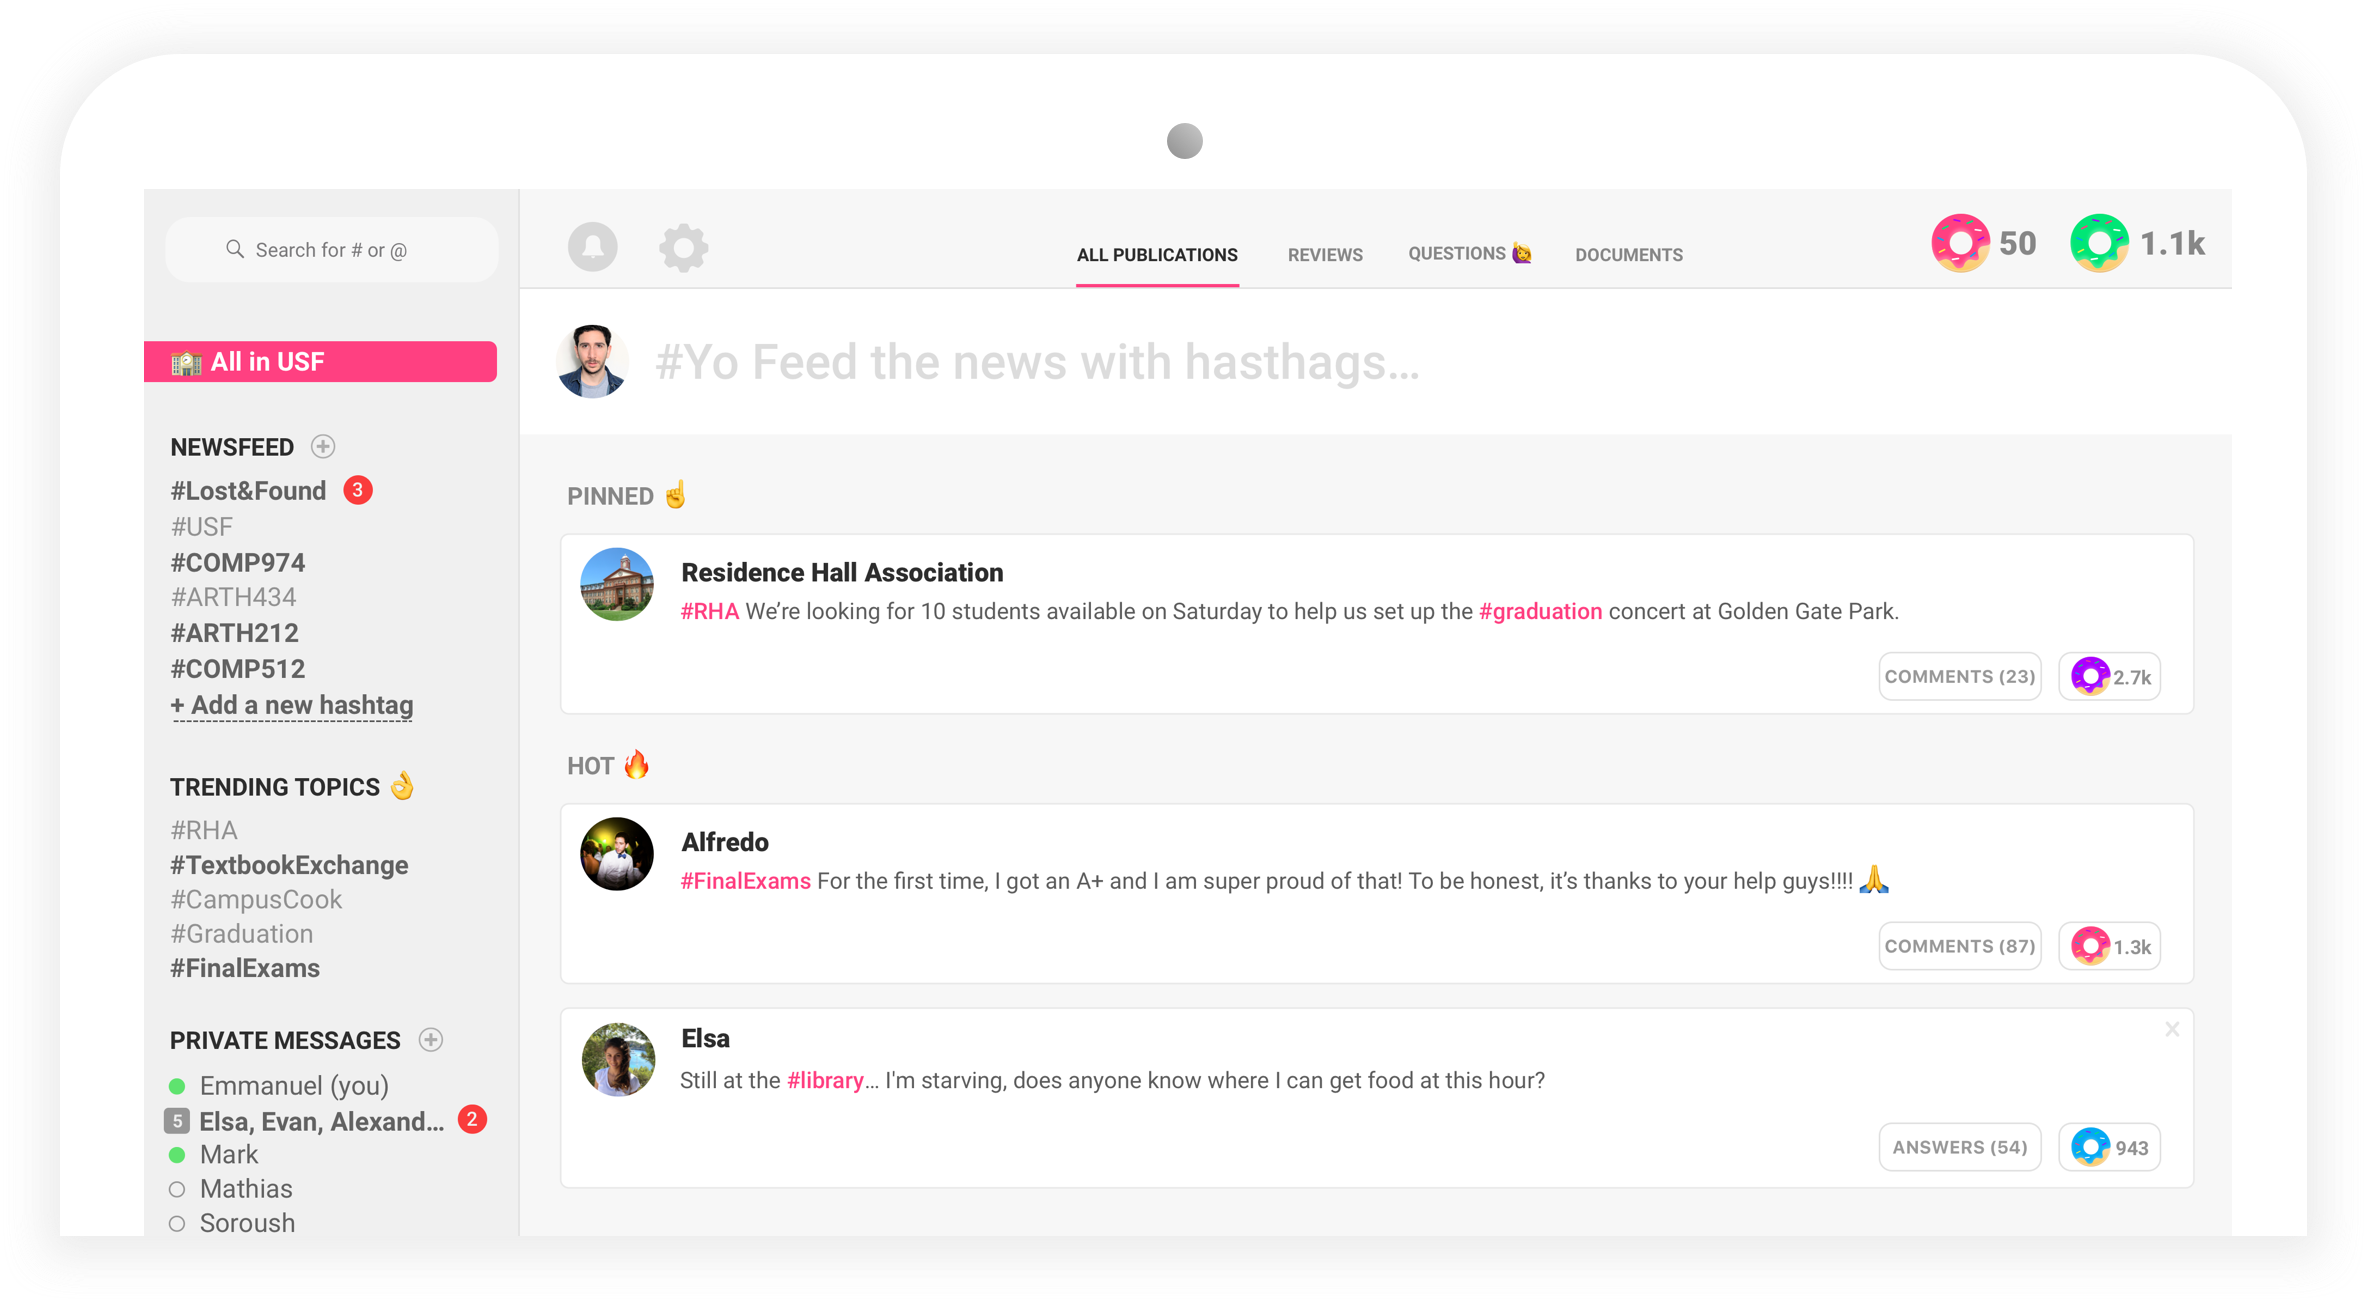 Search for # or @
All in USF
NEWSFEED
#Lost&Found 3
#USF
#COMP974
#ARTH434
#ARTH212
#COMP512
+ Add a new hashtag
TRENDING TOPICS
#RHA
#TextbookExchange
#CampusCook
#Graduation
#FinalExams
PRIVATE MESSAGES
Emmanuel (you)
5 Elsa, Evan, Alexand... 2
Mark
Mathias
Soroush
ALL PUBLICATIONS REVIEWS QUESTIONS DOCUMENTS 50 1.1k
#Yo Feed the news with hasthags...
PINNED
Residence Hall Association
#RHA We’re looking for 10 students available on Saturday to help us set up the #graduation concert at Golden Gate Park.
COMMENTS (23) 2.7k
HOT
Alfredo
#FinalExams For the first time, I got an A+ and I am super proud of that! To be honest, it’s thanks to your help guys!!!!
COMMENTS (87) 1.3k
Elsa
Still at the #library... I'm starving, does anyone know where I can get food at this hour?
ANSWERS (54) 943